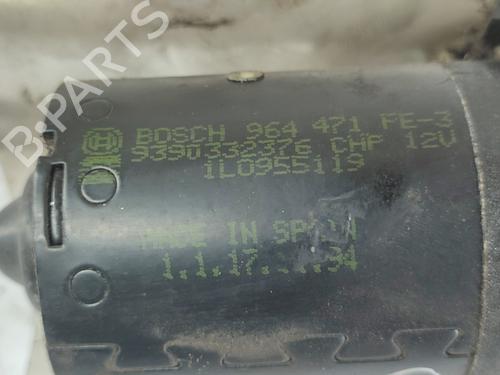 BOSCH 964 471 FE-3
9390332376 CHP 12V
1L0955119
MADE IN SPAIN
B-PARTS